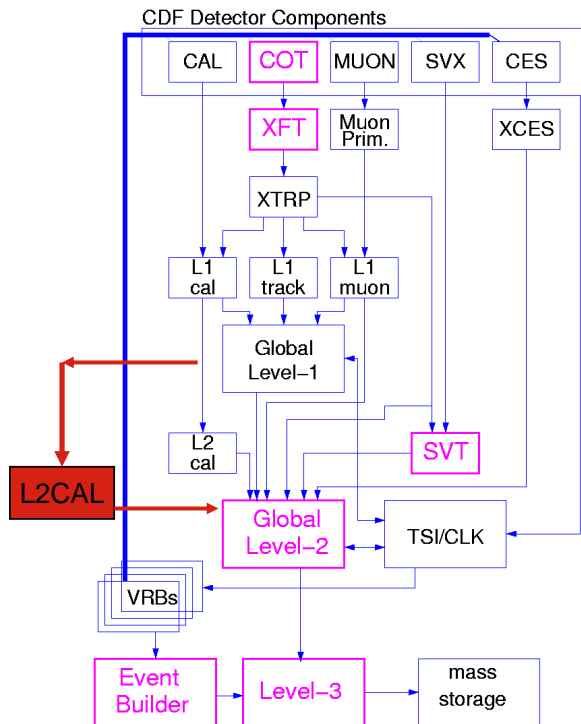 CDF Detector Components
CAL
COT
MUON
SVX
CES
XFT
Muon
Prim.
XCES
XTRP
L1
cal
L1
track
L1
muon
Global
Level−1
L2
cal
SVT
L2CAL
Global
Level−2
TSI/CLK
VRBs
Event
Builder
Level−3
mass
storage